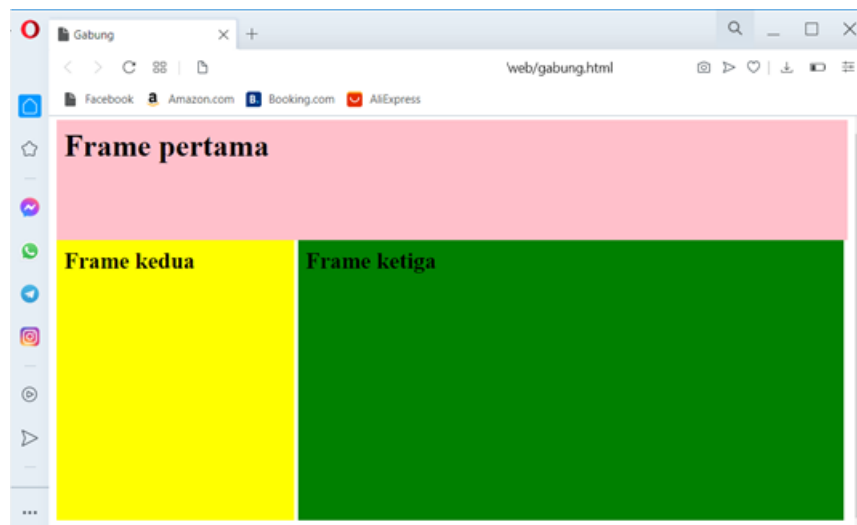 Gabung
web/gabung.html
Facebook a Amazon.com B. Booking.com AliExpress
Frame pertama
Frame kedua
Frame ketiga